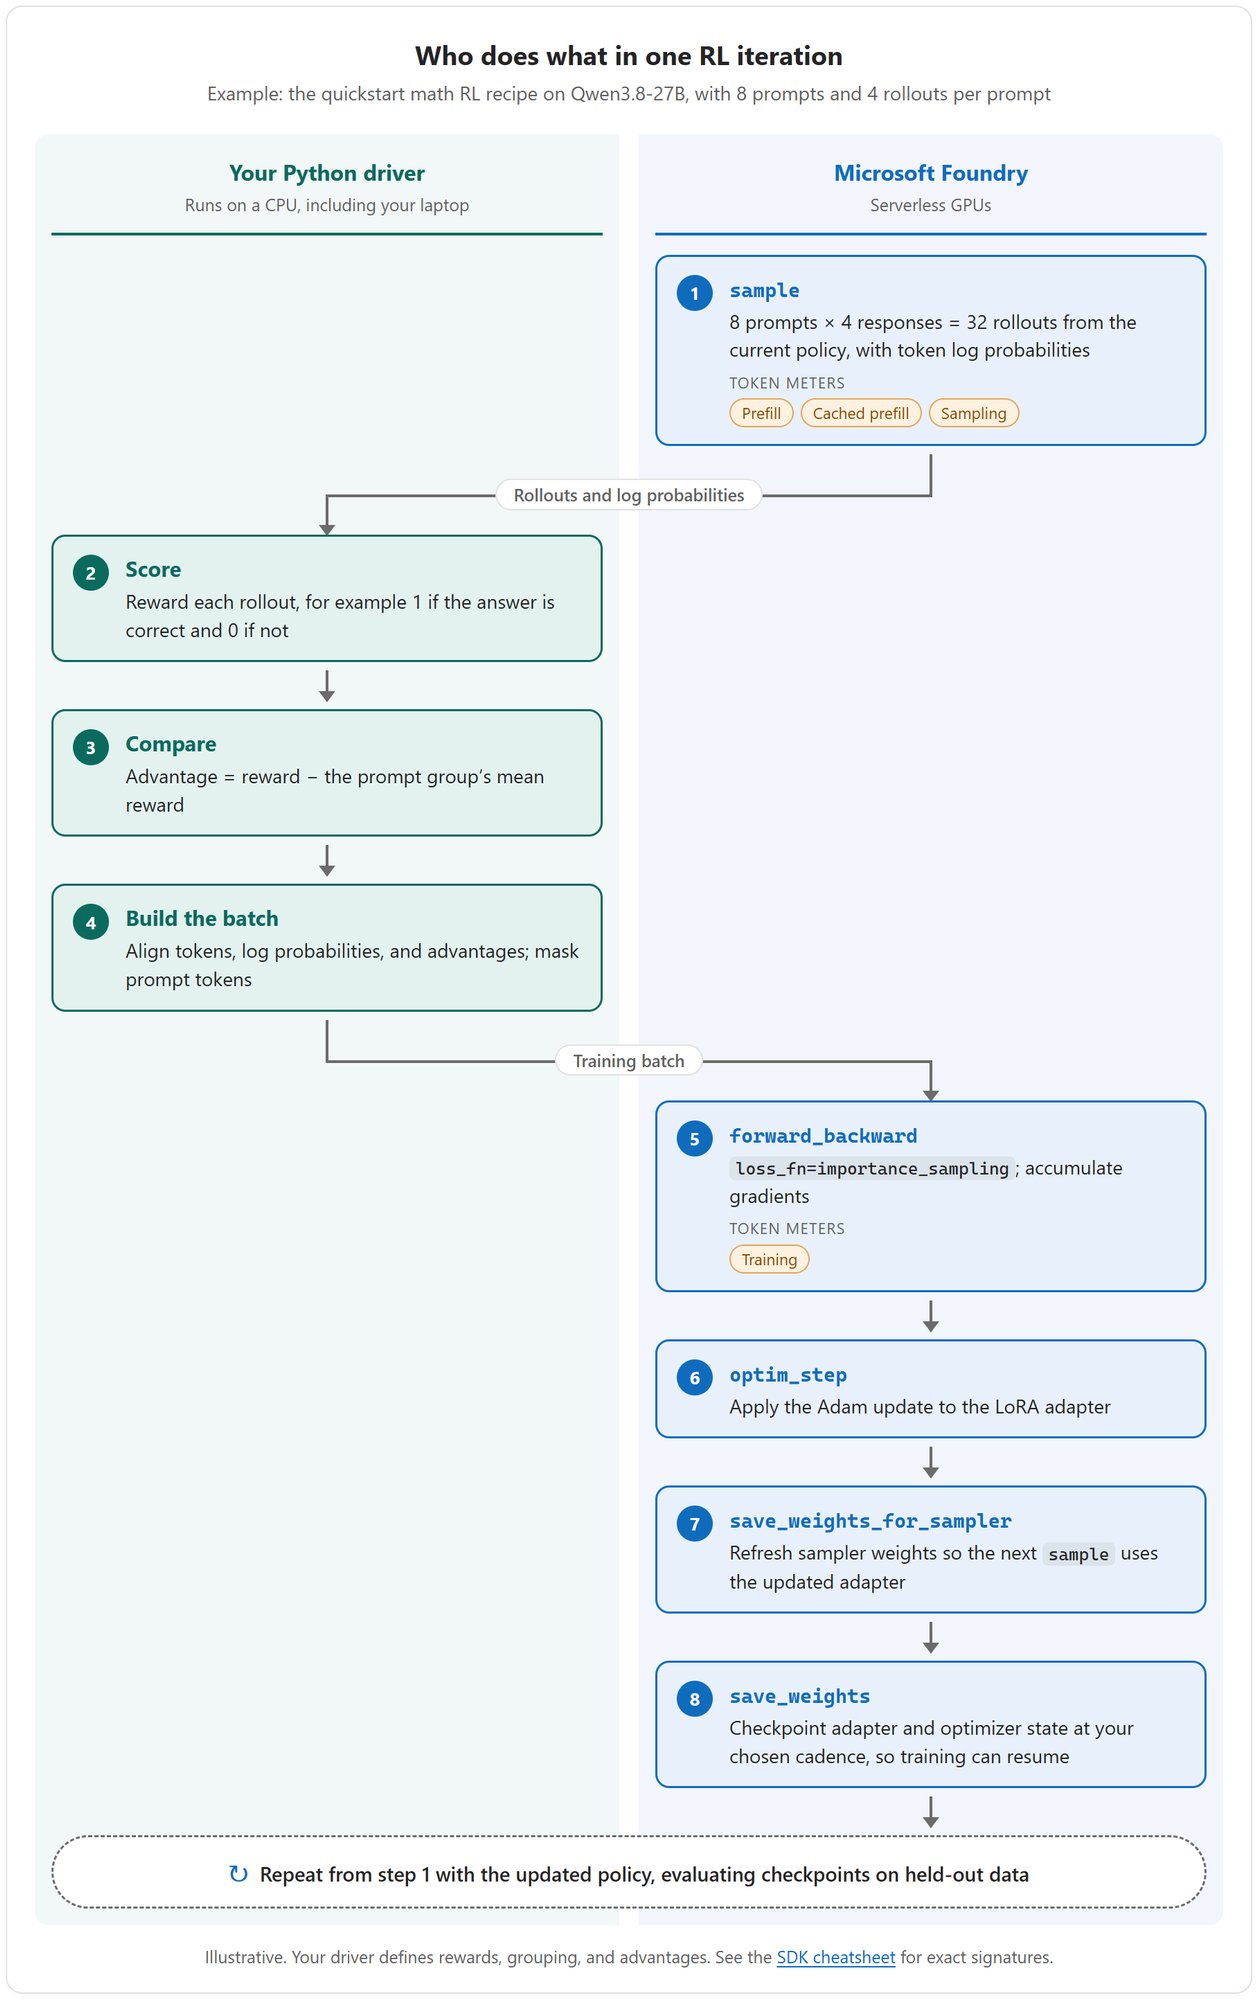 Who does what in one RL iteration
Example: the quickstart math RL recipe on Qwen3.8-27B, with 8 prompts and 4 rollouts per prompt
Your Python driver
Runs on a CPU, including your laptop
Microsoft Foundry
Serverless GPUs
1
sample
8 prompts × 4 responses = 32 rollouts from the
current policy, with token log probabilities
TOKEN METERS
Prefill
Cached prefill
Sampling
Rollouts and log probabilities
2
Score
Reward each rollout, for example 1 if the answer is
correct and 0 if not
3
Compare
Advantage = reward − the prompt group’s mean
reward
4
Build the batch
Align tokens, log probabilities, and advantages; mask
prompt tokens
Training batch
5
forward_backward
loss_fn=importance_sampling; accumulate
gradients
TOKEN METERS
Training
6
optim_step
Apply the Adam update to the LoRA adapter
7
save_weights_for_sampler
Refresh sampler weights so the next sample uses
the updated adapter
8
save_weights
Checkpoint adapter and optimizer state at your
chosen cadence, so training can resume
↻ Repeat from step 1 with the updated policy, evaluating checkpoints on held-out data
Illustrative. Your driver defines rewards, grouping, and advantages. See the SDK cheatsheet for exact signatures.